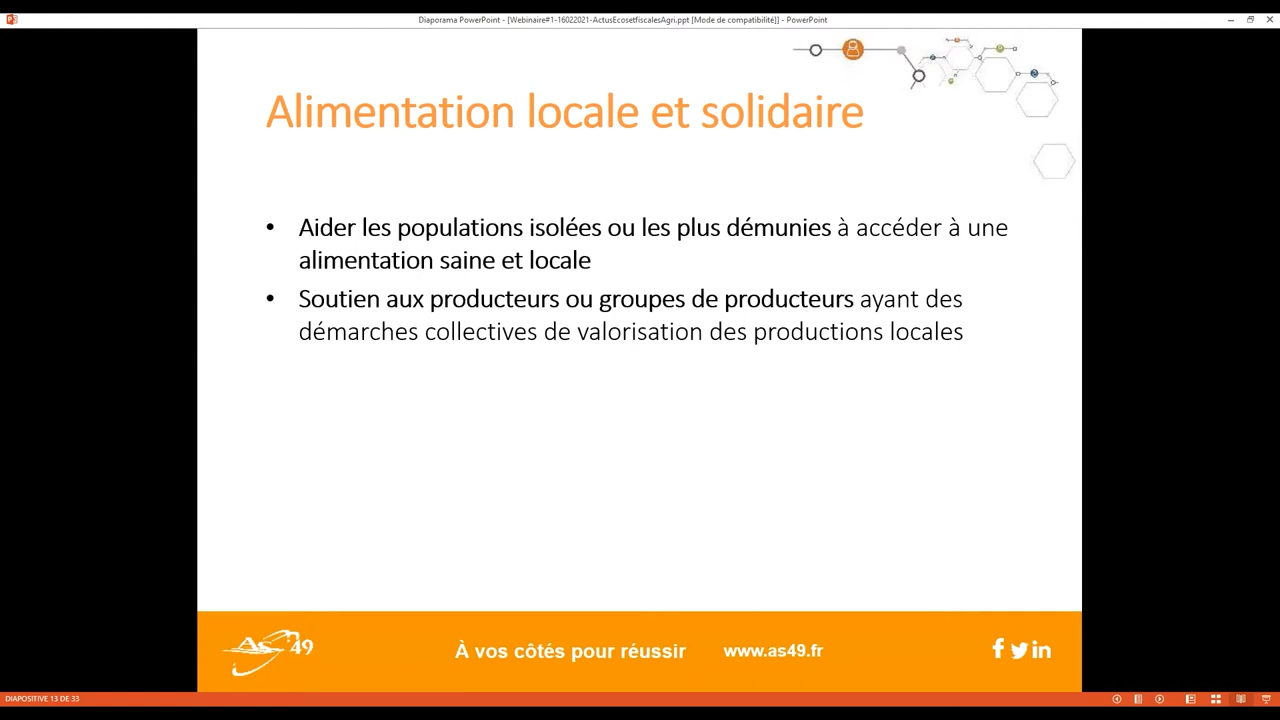 Diaporama PowerPoint - [Webinaire#1-16022021-ActusEcosetfiscalesAgri.ppt [Mode de compatibilité]] - PowerPoint
Alimentation locale et solidaire
• Aider les populations isolées ou les plus démunies à accéder à une
alimentation saine et locale
• Soutien aux producteurs ou groupes de producteurs ayant des
démarches collectives de valorisation des productions locales
As 49
À vos côtés pour réussir
www.as49.fr
DIAPOSITIVE 13 DE 33